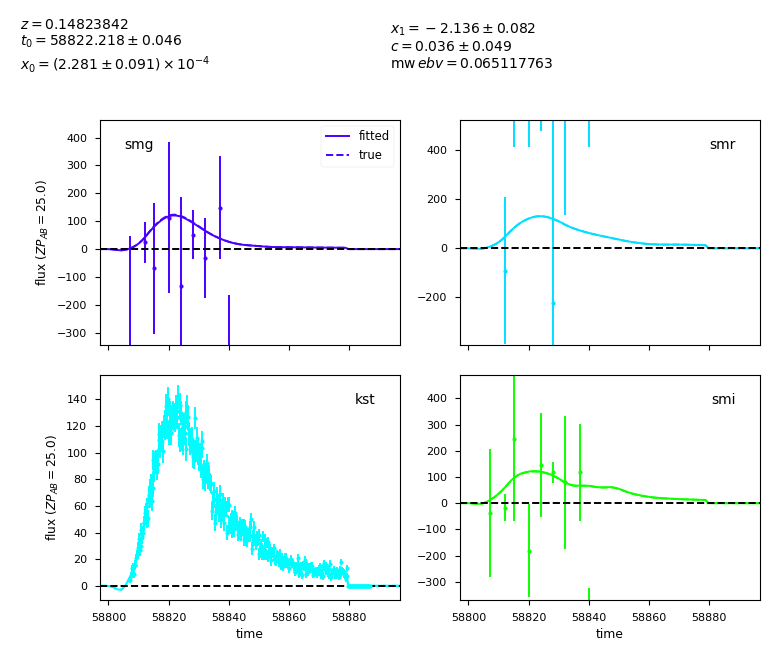 z = 0.14823842
t₀ = 58822.218 ± 0.046
x₀ = (2.281 ± 0.091) × 10⁻⁴
x₁ = −2.136 ± 0.082
c = 0.036 ± 0.049
mw ebv = 0.065117763
smg
fitted
true
400
300
200
100
0
−100
−200
−300
flux (ZP_AB = 25.0)
smr
400
200
0
−200
kst
140
120
100
80
60
40
20
0
flux (ZP_AB = 25.0)
58800 58820 58840 58860 58880
time
smi
400
300
200
100
0
−100
−200
−300
58800 58820 58840 58860 58880
time